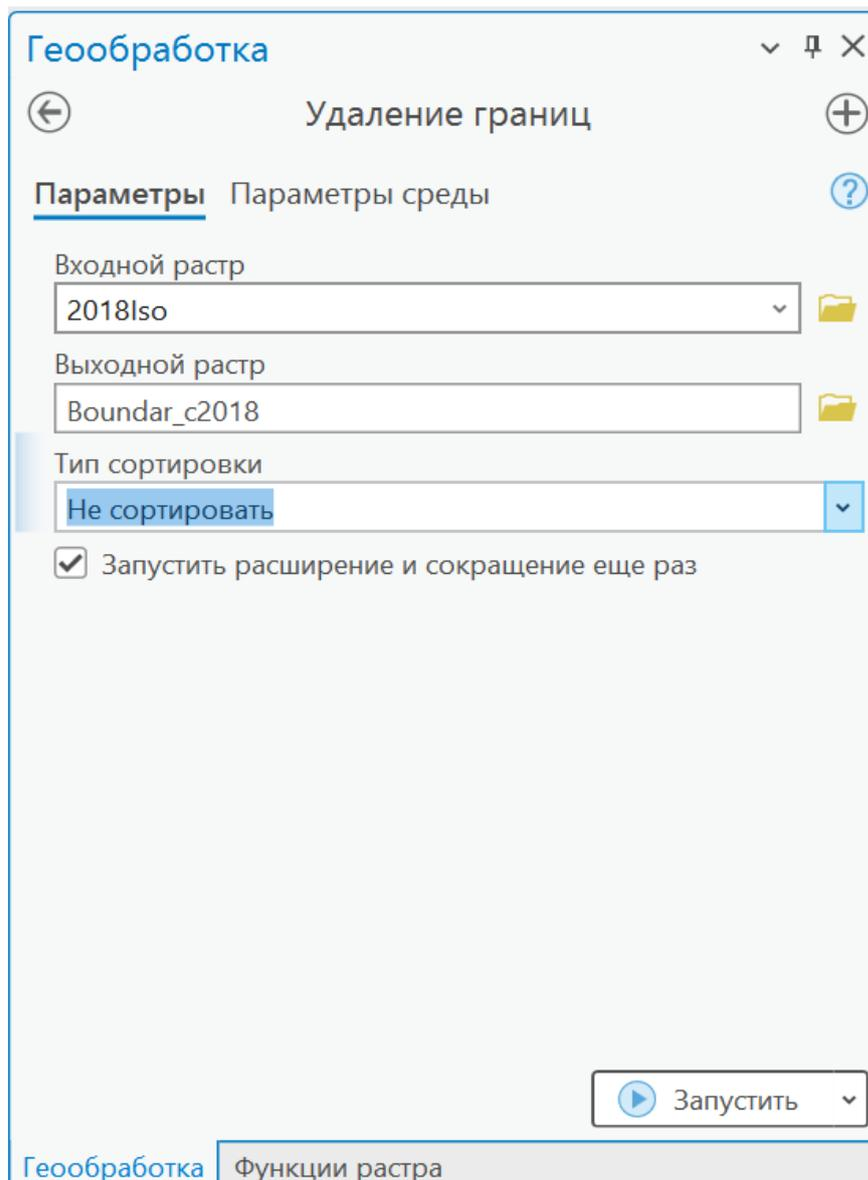 Геообработка
Удаление границ
Параметры Параметры среды
Входной растр
2018Iso
Выходной растр
Boundar_c2018
Тип сортировки
Не сортировать
Запустить расширение и сокращение еще раз
Запустить
Геообработка Функции растра